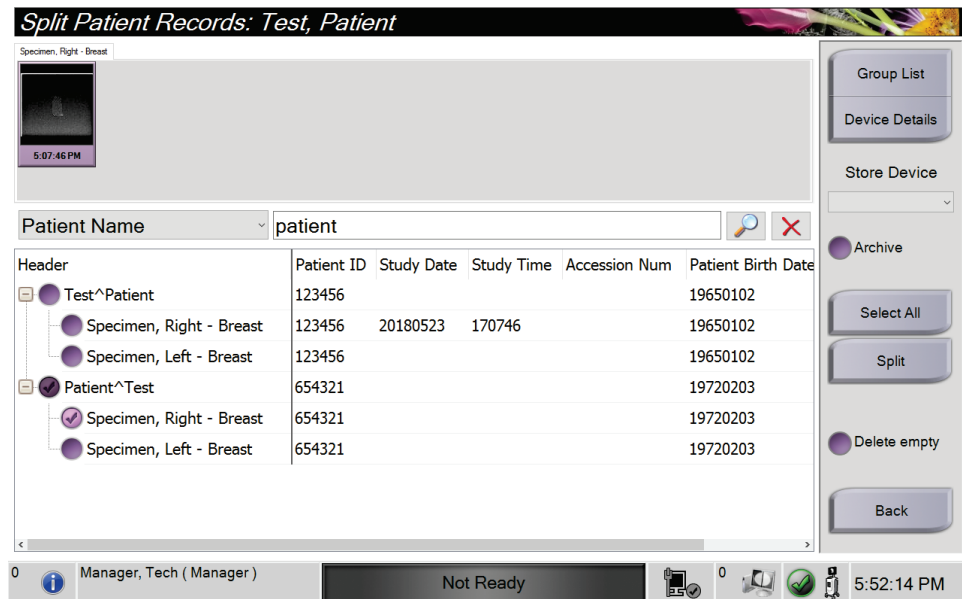 Split Patient Records: Test, Patient
Specimen, Right - Breast
5:07:46 PM
Group List
Device Details
Store Device
Patient Name patient
Archive
Header Patient ID Study Date Study Time Accession Num Patient Birth Date
Test^Patient 123456 19650102
Specimen, Right - Breast 123456 20180523 170746 19650102
Specimen, Left - Breast 123456 19650102
Patient^Test 654321 19720203
Specimen, Right - Breast 654321 19720203
Specimen, Left - Breast 654321 19720203
Select All
Split
Delete empty
Back
0 Manager, Tech ( Manager ) Not Ready 0 5:52:14 PM